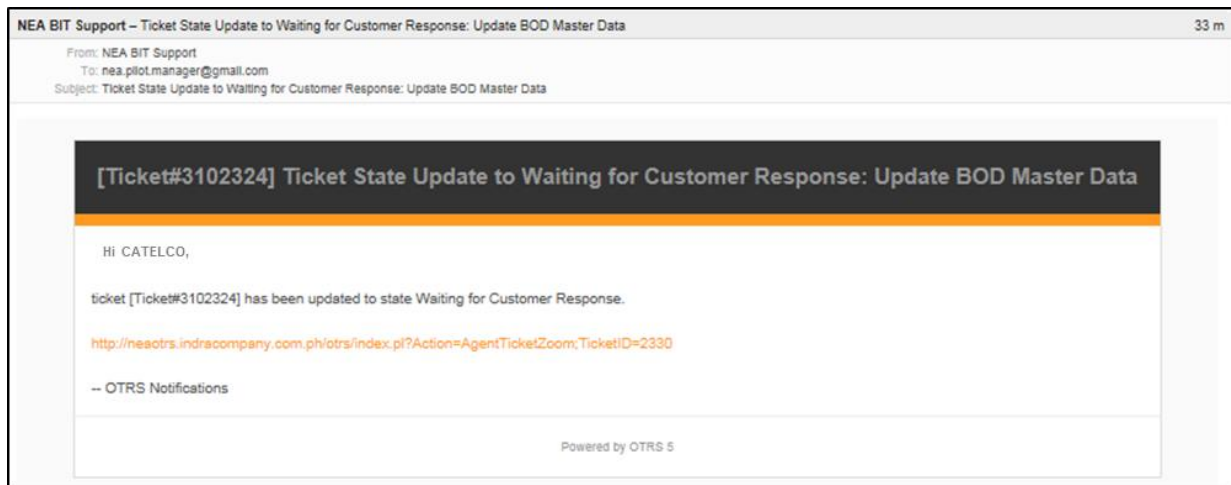 NEA BIT Support – Ticket State Update to Waiting for Customer Response: Update BOD Master Data 33 m
From: NEA BIT Support
To: nea.pilot.manager@gmail.com
Subject: Ticket State Update to Waiting for Customer Response: Update BOD Master Data
[Ticket#3102324] Ticket State Update to Waiting for Customer Response: Update BOD Master Data
Hi CATELCO,
ticket [Ticket#3102324] has been updated to state Waiting for Customer Response.
http://neaotrs.indracompany.com.ph/otrs/index.pl?Action=AgentTicketZoom;TicketID=2330
-- OTRS Notifications
Powered by OTRS 5